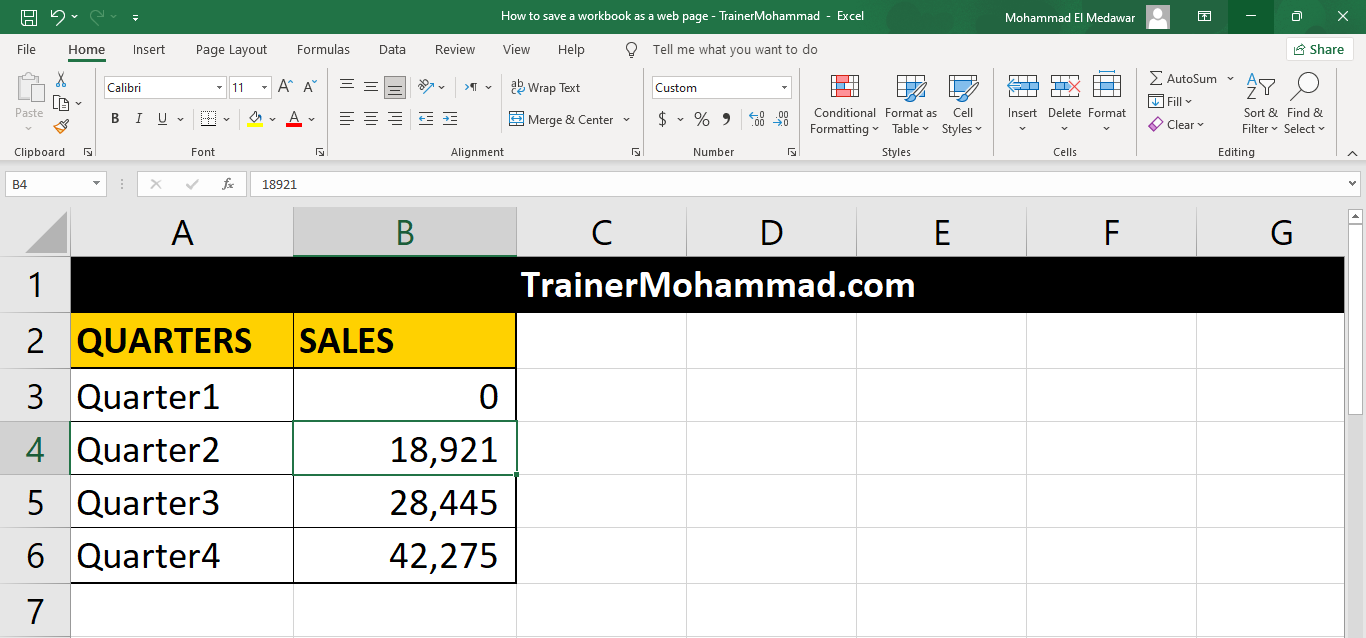 How to save a workbook as a web page - TrainerMohammad - Excel
Mohammad El Medawar
File Home Insert Page Layout Formulas Data Review View Help Tell me what you want to do Share
Paste
Clipboard
Calibri 11
B I U A
Font
ab Wrap Text
Merge & Center
Alignment
Custom
$ %
Number
Conditional Formatting
Format as Table
Cell Styles
Styles
Insert
Delete
Format
Cells
AutoSum
Fill
Clear
Sort & Filter
Find & Select
Editing
B4 fx 18921
A B C D E F G
1 TrainerMohammad.com
2 QUARTERS SALES
3 Quarter1 0
4 Quarter2 18,921
5 Quarter3 28,445
6 Quarter4 42,275
7